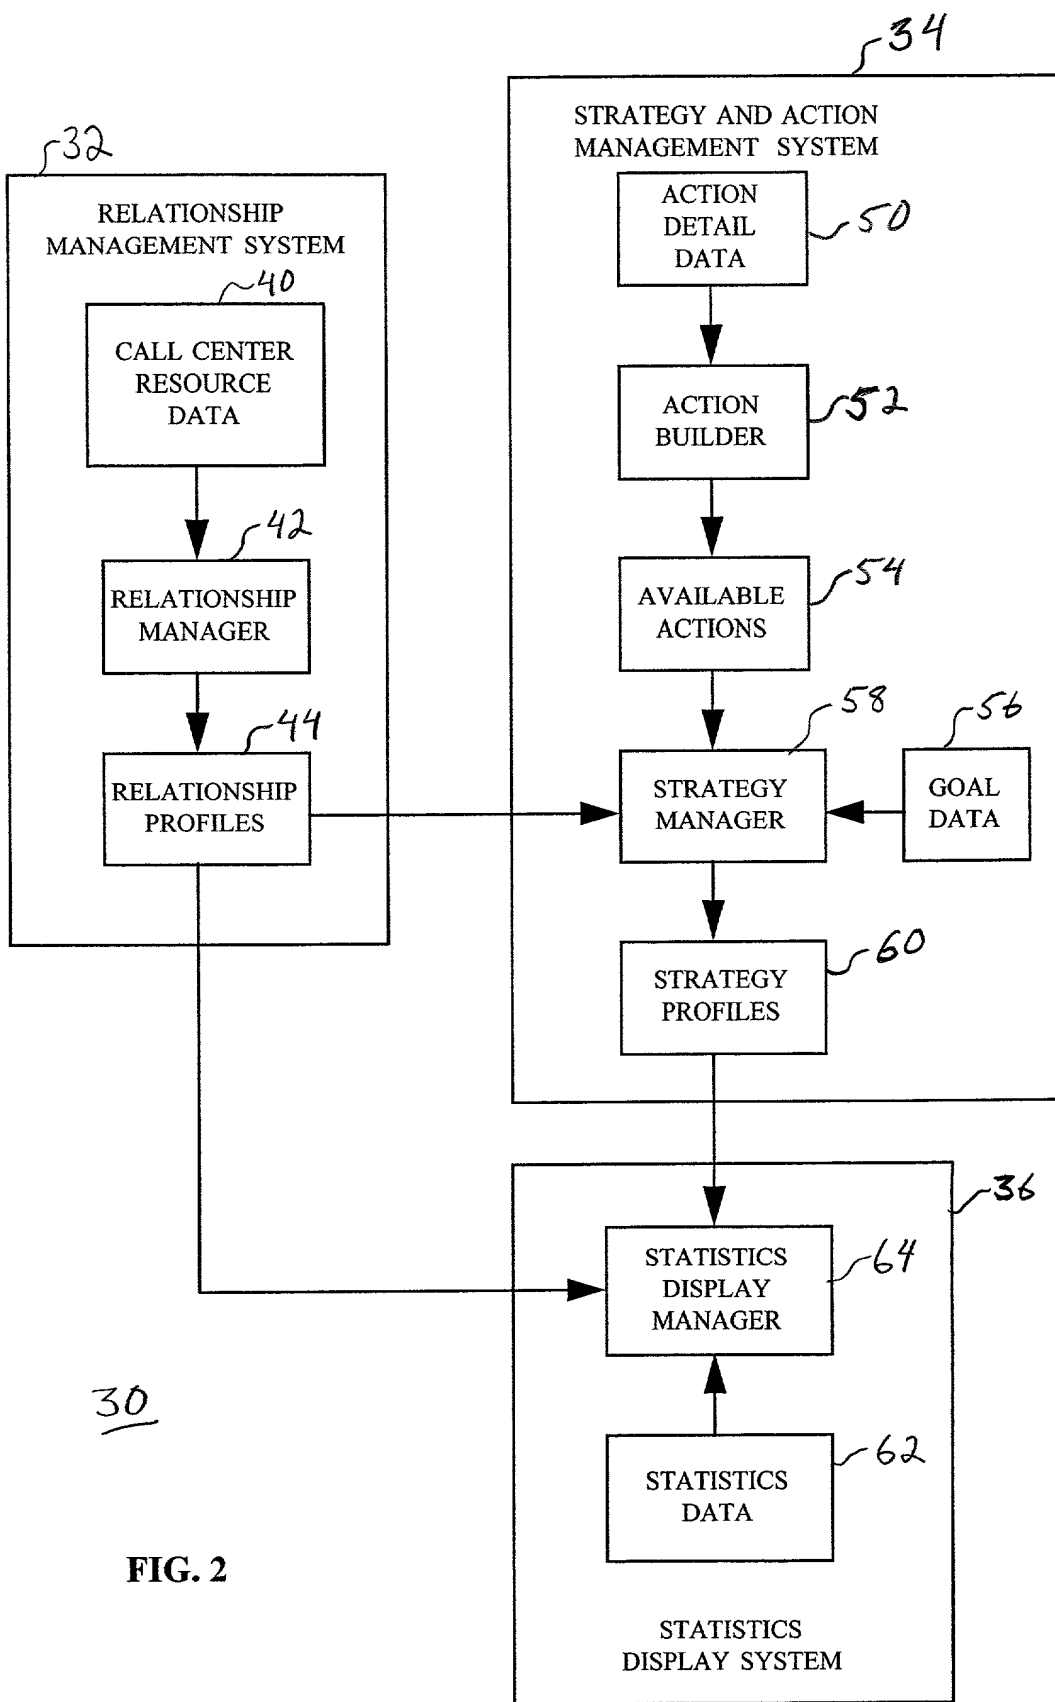 34
STRATEGY AND ACTION
MANAGEMENT SYSTEM
32
RELATIONSHIP
MANAGEMENT SYSTEM
40
CALL CENTER
RESOURCE
DATA
42
RELATIONSHIP
MANAGER
44
RELATIONSHIP
PROFILES
ACTION
DETAIL
DATA
50
ACTION
BUILDER
52
AVAILABLE
ACTIONS
54
58
STRATEGY
MANAGER
56
GOAL
DATA
STRATEGY
PROFILES
60
36
STATISTICS
DISPLAY
MANAGER
64
STATISTICS
DATA
62
STATISTICS
DISPLAY SYSTEM
30
FIG. 2